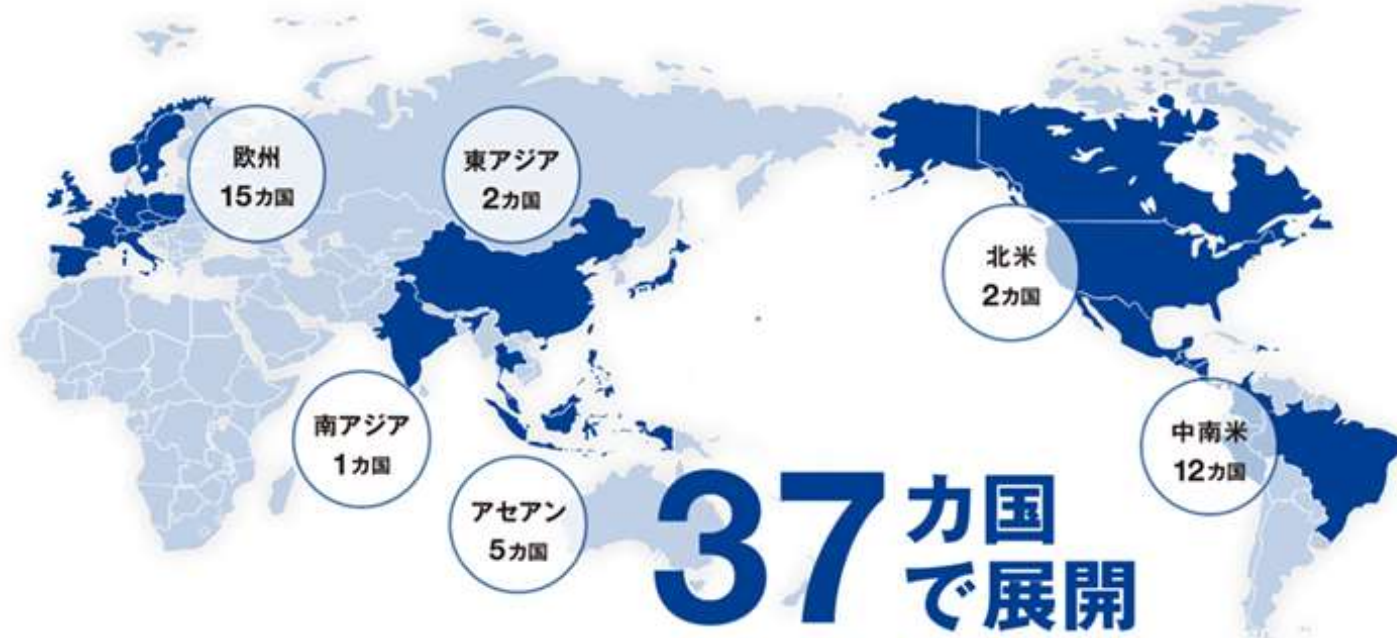 欧州
15カ国
東アジア
2カ国
北米
2カ国
南アジア
1カ国
アセアン
5カ国
中南米
12カ国
37カ国
で展開